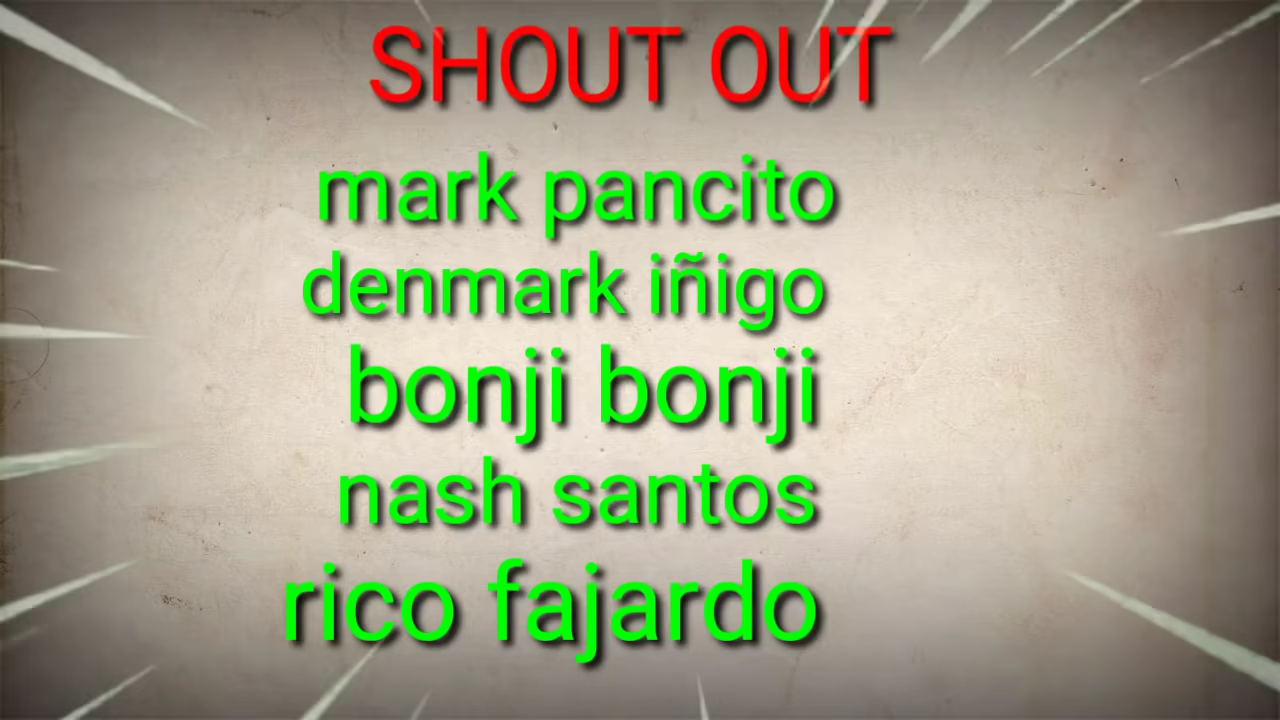 SHOUT OUT
mark pancito
denmark iñigo
bonji bonji
nash santos
rico fajardo